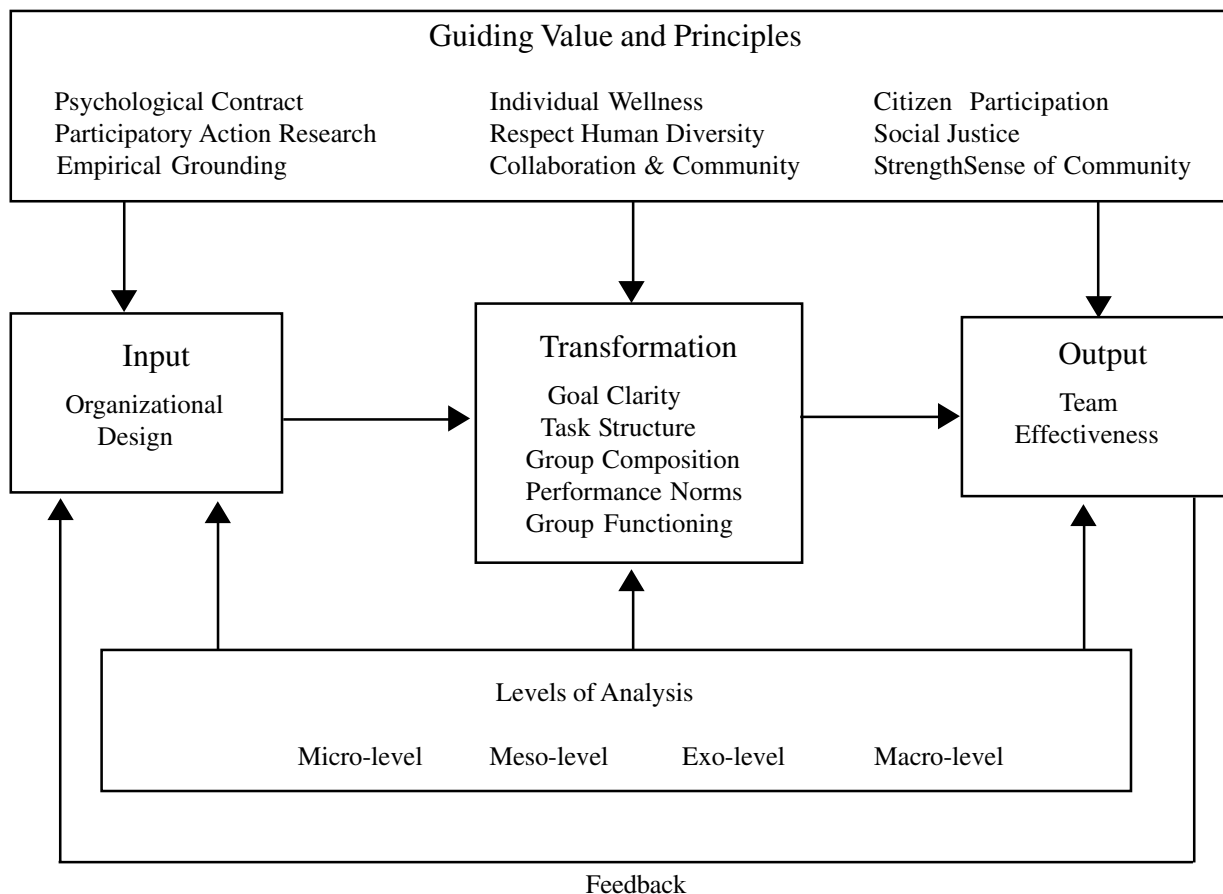 Guiding Value and Principles
Psychological Contract
Participatory Action Research
Empirical Grounding
Individual Wellness
Respect Human Diversity
Collaboration & Community
Citizen Participation
Social Justice
StrengthSense of Community
Input
Organizational
Design
Transformation
Goal Clarity
Task Structure
Group Composition
Performance Norms
Group Functioning
Output
Team
Effectiveness
Levels of Analysis
Micro-level Meso-level Exo-level Macro-level
Feedback